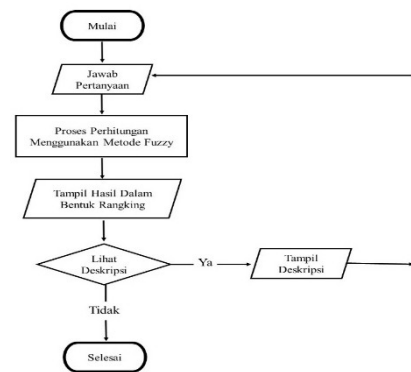 Mulai
Jawab
Pertanyaan
Proses Perhitungan
Menggunakan Metode Fuzzy
Tampil Hasil Dalam
Bentuk Rangking
Lihat
Deskripsi
Ya
Tampil
Deskripsi
Tidak
Selesai